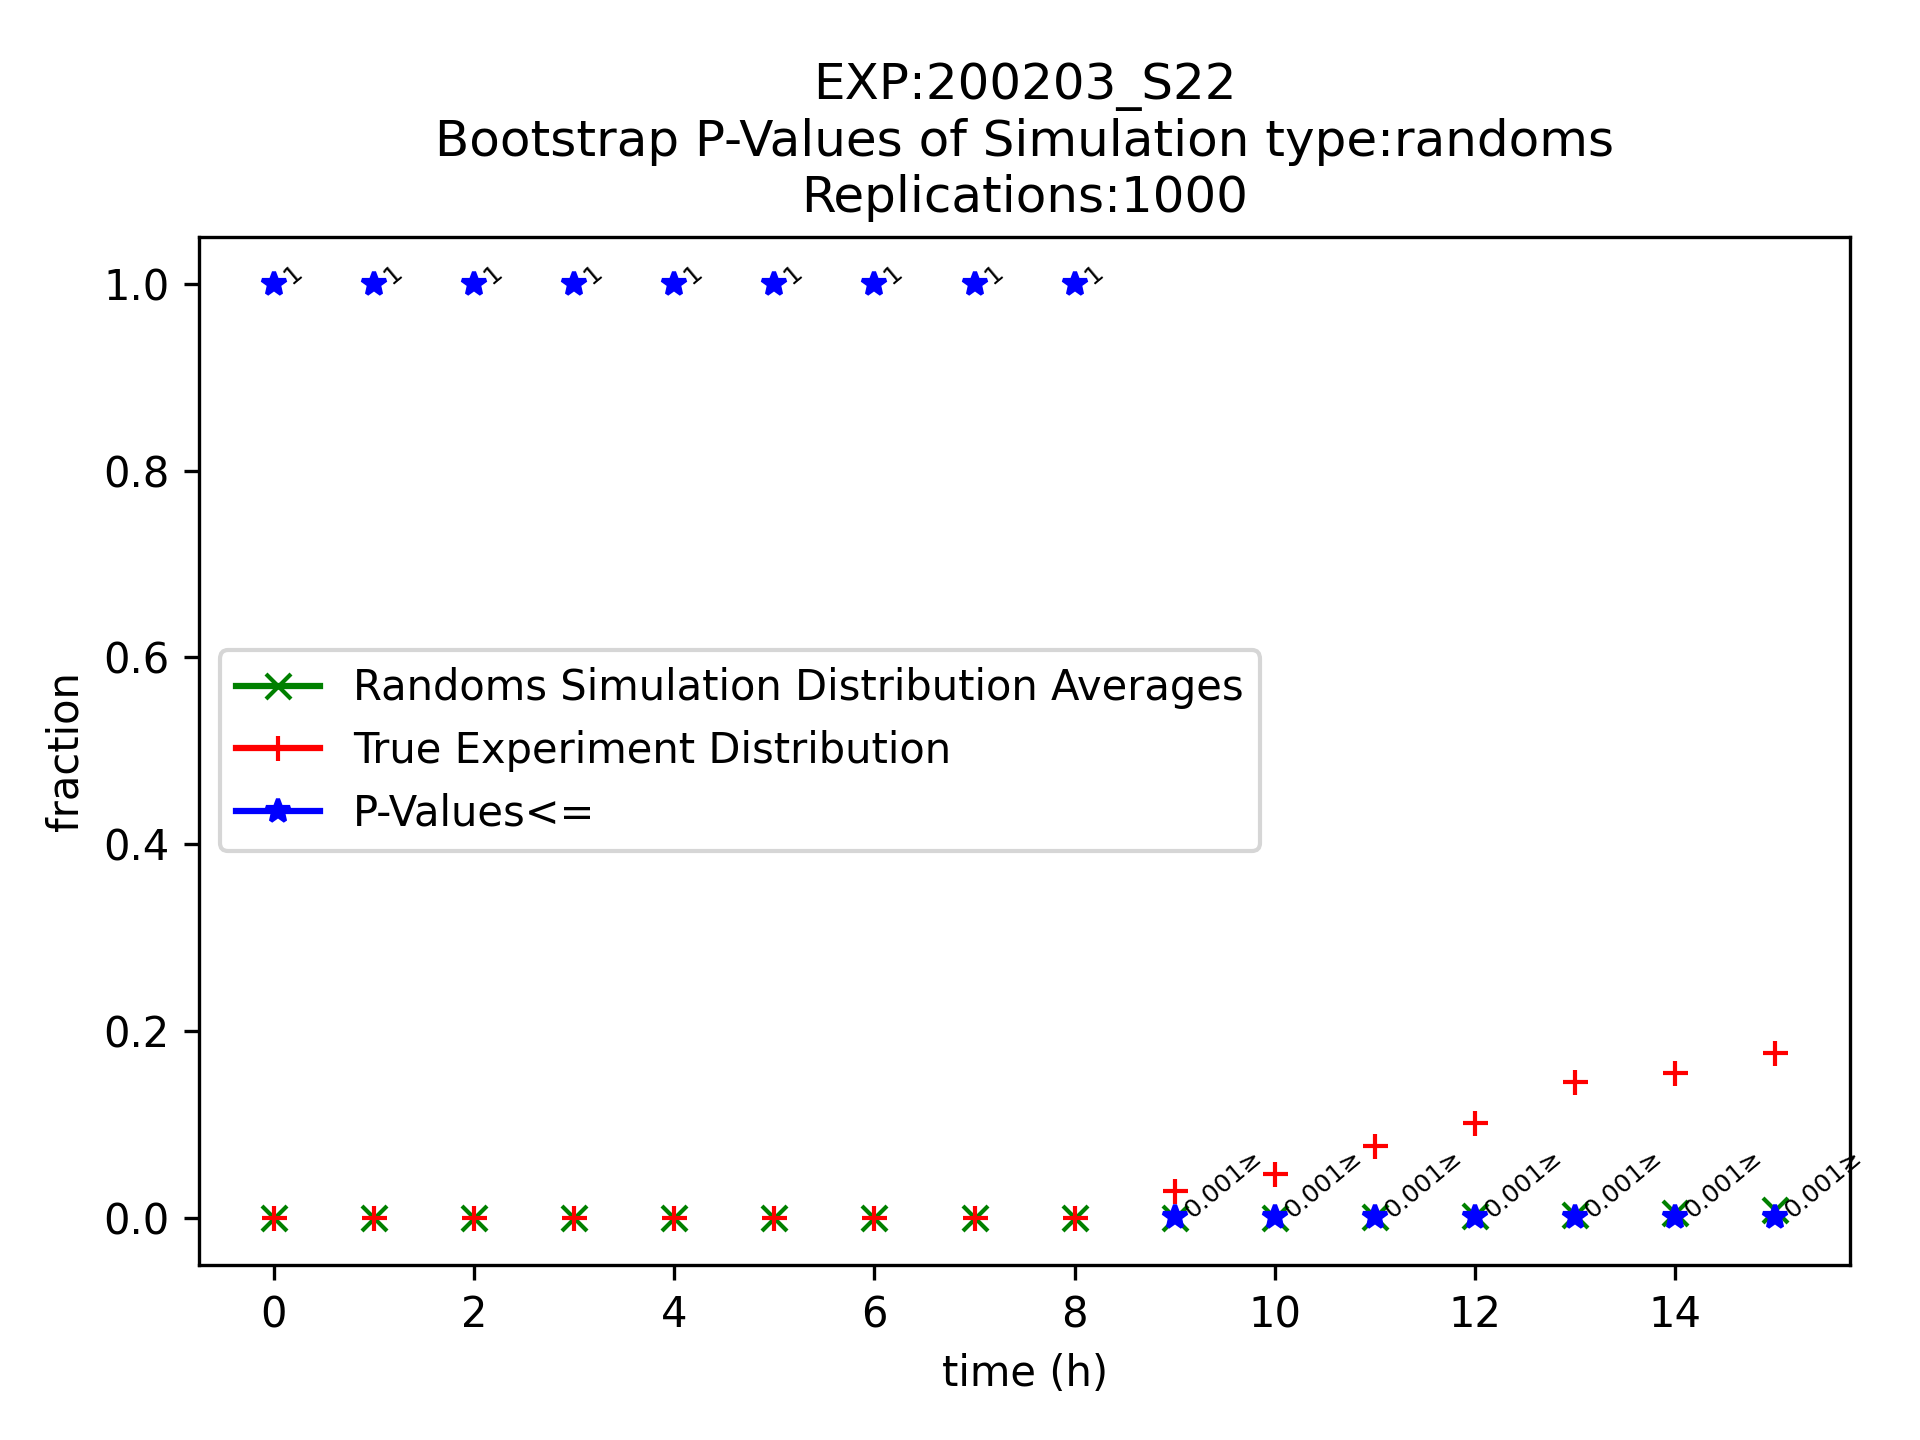 EXP:200203_S22
Bootstrap P-Values of Simulation type:randoms
Replications:1000
1.0
0.8
0.6
0.4
0.2
0.0
fraction
1 1 1 1 1 1 1 1 1
Randoms Simulation Distribution Averages
True Experiment Distribution
P-Values<=
0.001≥ 0.001≥ 0.001≥ 0.001≥ 0.001≥ 0.001≥ 0.001≥
0 2 4 6 8 10 12 14
time (h)